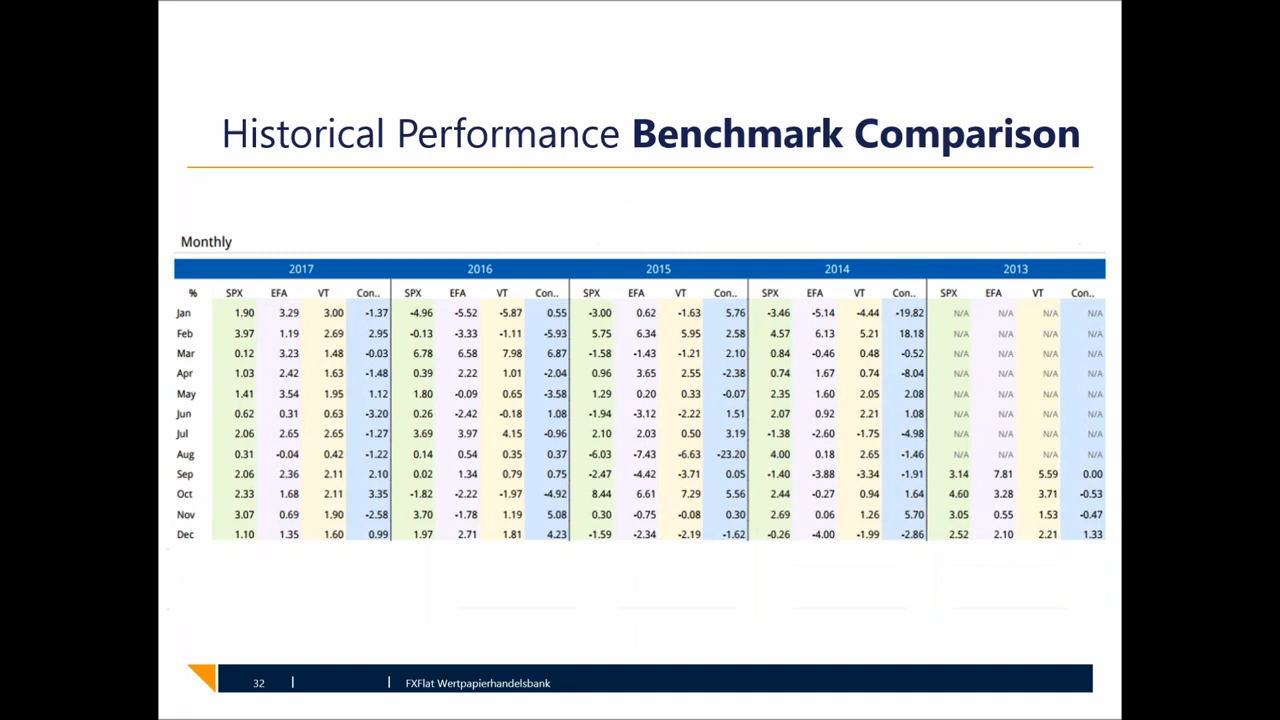 Historical Performance Benchmark Comparison
Monthly
2017 2016 2015 2014 2013
% SPX EFA VT Con.. SPX EFA VT Con.. SPX EFA VT Con.. SPX EFA VT Con.. SPX EFA VT Con..
Jan 1.90 3.29 3.00 -1.37 -4.96 -5.52 -5.87 0.55 -3.00 0.62 -1.63 5.76 -3.46 -5.14 -4.44 -19.82 N/A N/A N/A N/A
Feb 3.97 1.19 2.69 2.95 -0.13 -3.33 -1.11 -5.93 5.75 6.34 5.95 2.58 4.57 6.13 5.21 18.18 N/A N/A N/A N/A
Mar 0.12 3.23 1.48 -0.03 6.78 6.58 7.98 6.87 -1.58 -1.43 -1.21 2.10 0.84 -0.46 0.48 -0.52 N/A N/A N/A N/A
Apr 1.03 2.42 1.63 -1.48 0.39 2.22 1.01 -2.04 0.96 3.65 2.55 -2.38 0.74 1.67 0.74 -8.04 N/A N/A N/A N/A
May 1.41 3.54 1.95 1.12 1.80 -0.09 0.65 -3.58 1.29 0.20 0.33 -0.07 2.35 1.60 2.05 2.08 N/A N/A N/A N/A
Jun 0.62 0.31 0.63 -3.20 0.26 -2.42 -0.18 1.08 -1.94 -3.12 -2.22 1.51 2.07 0.92 2.21 1.08 N/A N/A N/A N/A
Jul 2.06 2.65 2.65 -1.27 3.69 3.97 4.15 -0.96 2.10 2.03 0.50 3.19 -1.38 -2.60 -1.75 -4.98 N/A N/A N/A N/A
Aug 0.31 -0.04 0.42 -1.22 0.14 0.54 0.35 0.37 -6.03 -7.43 -6.63 -23.20 4.00 0.18 2.65 -1.46 N/A N/A N/A N/A
Sep 2.06 2.36 2.11 2.10 0.02 1.34 0.79 0.75 -2.47 -4.42 -3.71 0.05 -1.40 -3.88 -3.34 -1.91 3.14 7.81 5.59 0.00
Oct 2.33 1.68 2.11 3.35 -1.82 -2.22 -1.97 -4.92 8.44 6.61 7.29 5.56 2.44 -0.27 0.94 1.64 4.60 3.28 3.71 -0.53
Nov 3.07 0.69 1.90 -2.58 3.70 -1.78 1.19 5.08 0.30 -0.75 -0.08 0.30 2.69 0.06 1.26 5.70 3.05 0.55 1.53 -0.47
Dec 1.10 1.35 1.60 0.99 1.97 2.71 1.81 4.23 -1.59 -2.34 -2.19 -1.62 -0.26 -4.00 -1.99 -2.86 2.52 2.10 2.21 1.33
32 FXFlat Wertpapierhandelsbank